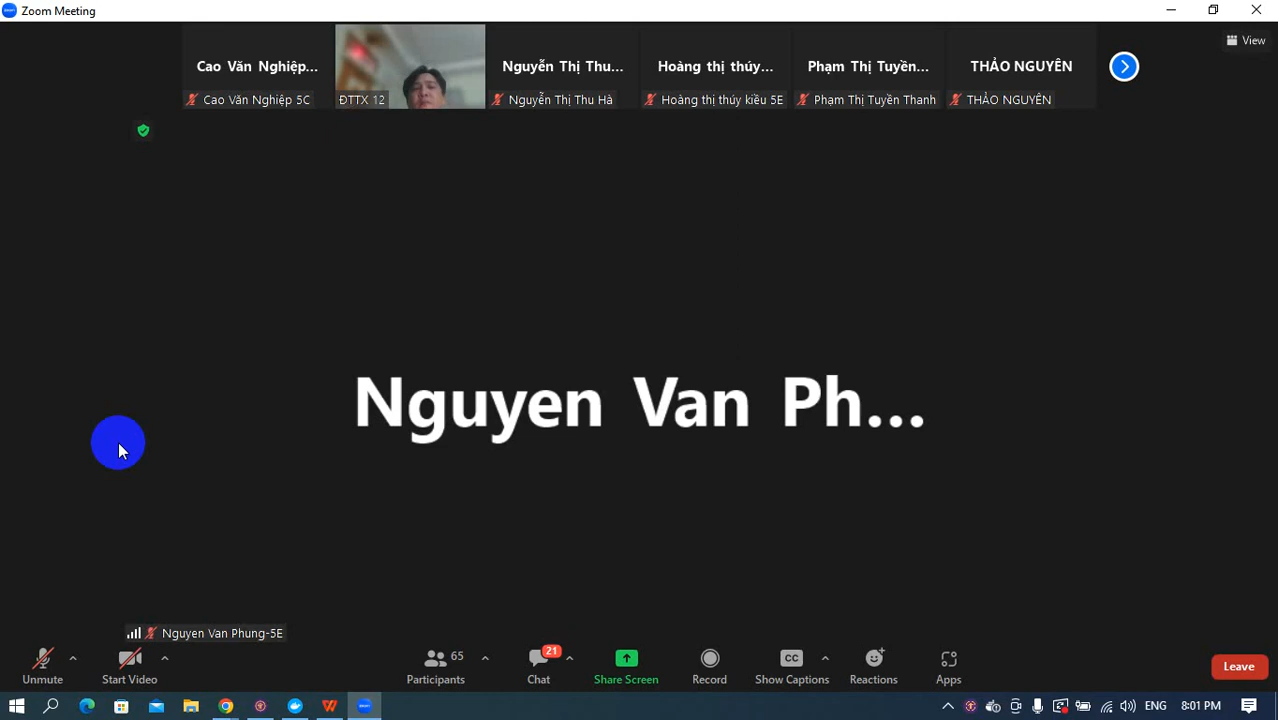 Zoom Meeting
View
Cao Văn Nghiệp...
Nguyễn Thị Thu...
Hoàng thị thúy...
Phạm Thị Tuyền...
THẢO NGUYÊN
Cao Văn Nghiệp 5C
ĐTTX 12
Nguyễn Thị Thu Hà
Hoàng thị thúy kiều 5E
Phạm Thị Tuyền Thanh
THẢO NGUYÊN
Nguyen Van Ph...
Nguyen Van Phung-5E
65
21
CC
Unmute
Start Video
Participants
Chat
Share Screen
Record
Show Captions
Reactions
Apps
Leave
ENG
8:01 PM